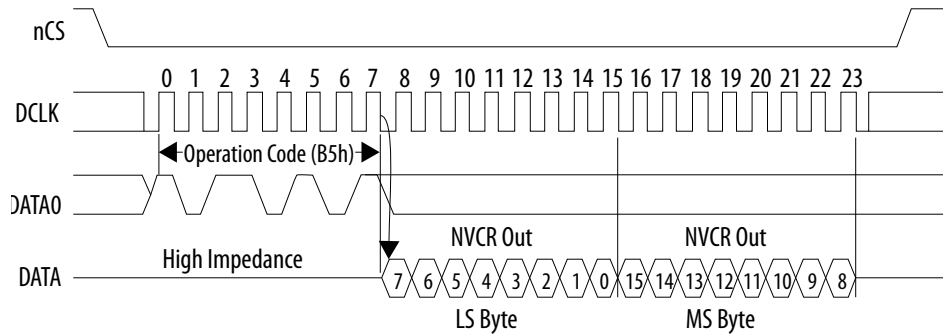 nCS
0 1 2 3 4 5 6 7 8 9 10 11 12 13 14 15 16 17 18 19 20 21 22 23
DCLK
Operation Code (B5h)
DATA0
NVCR Out NVCR Out
High Impedance
DATA 7 6 5 4 3 2 1 0 15 14 13 12 11 10 9 8
LS Byte MS Byte